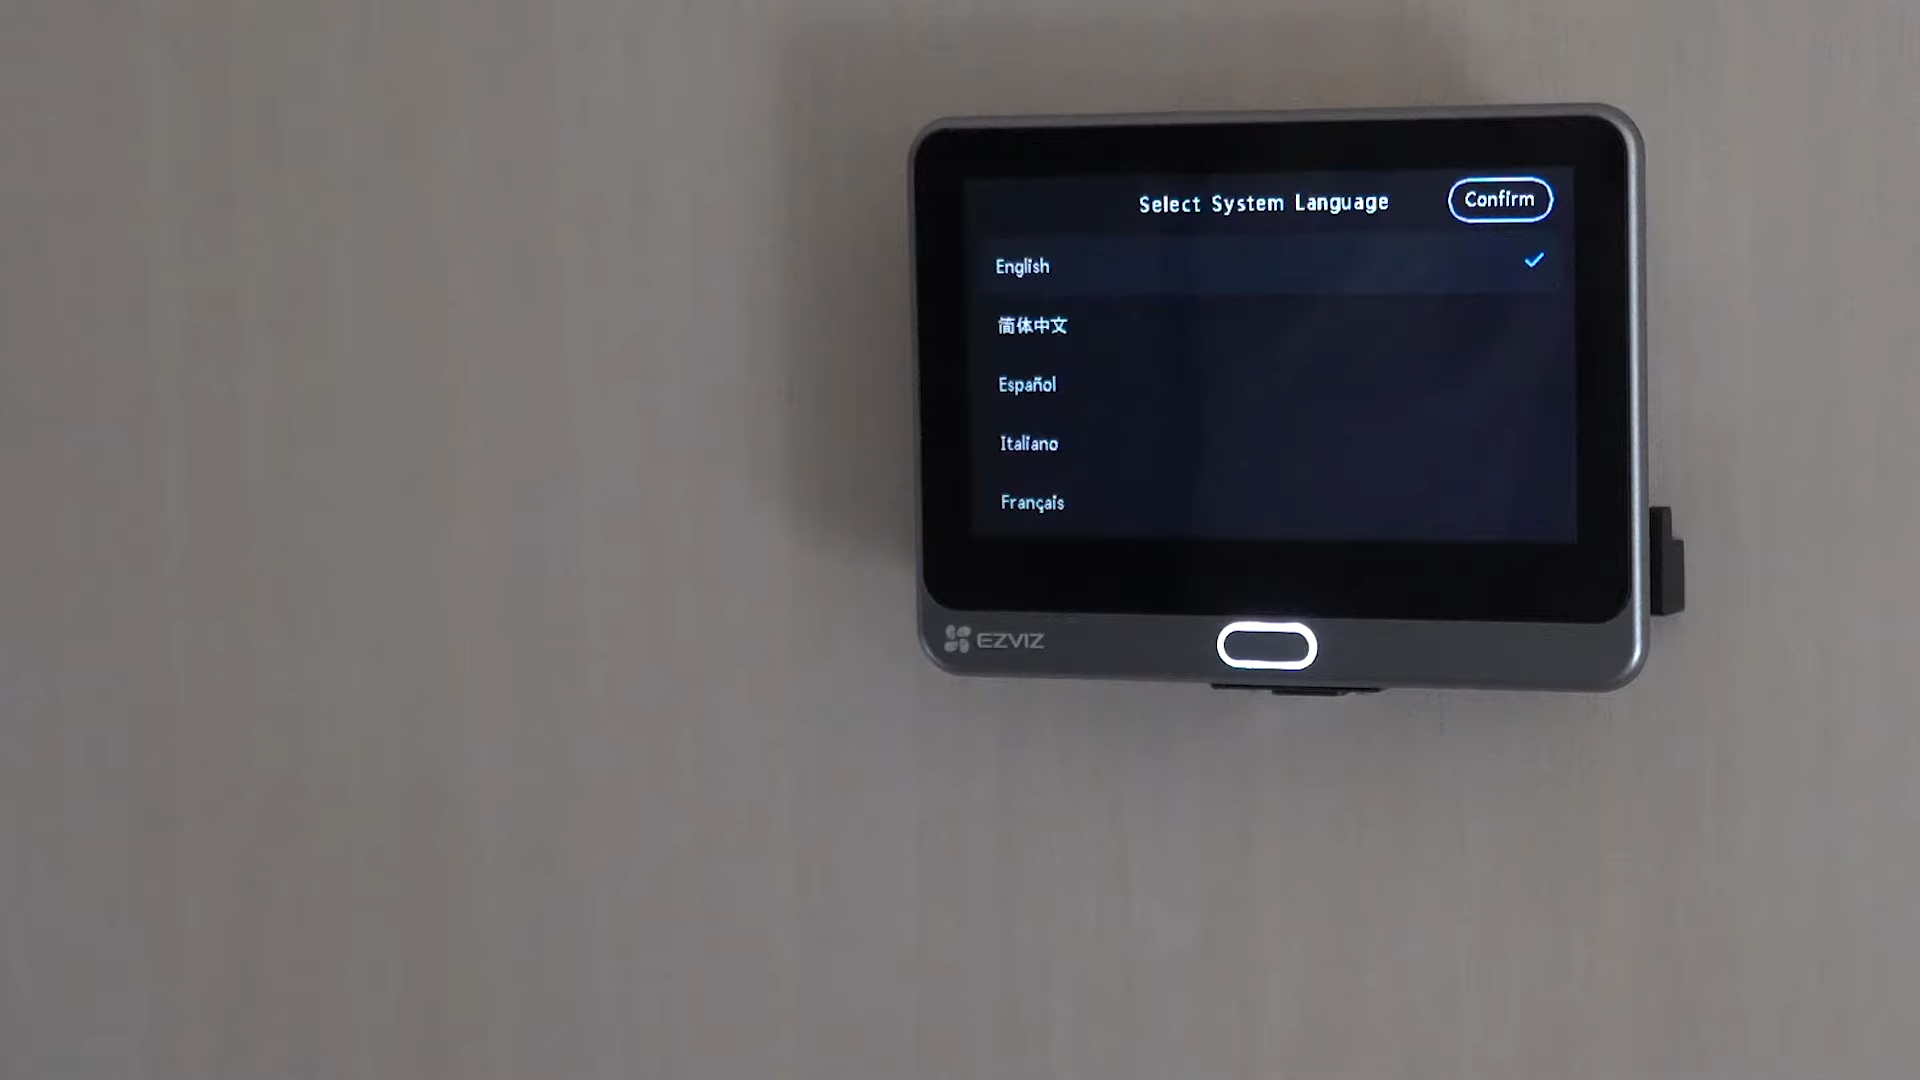 Select System Language
Confirm
English
简体中文
Español
Italiano
Français
EZVIZ